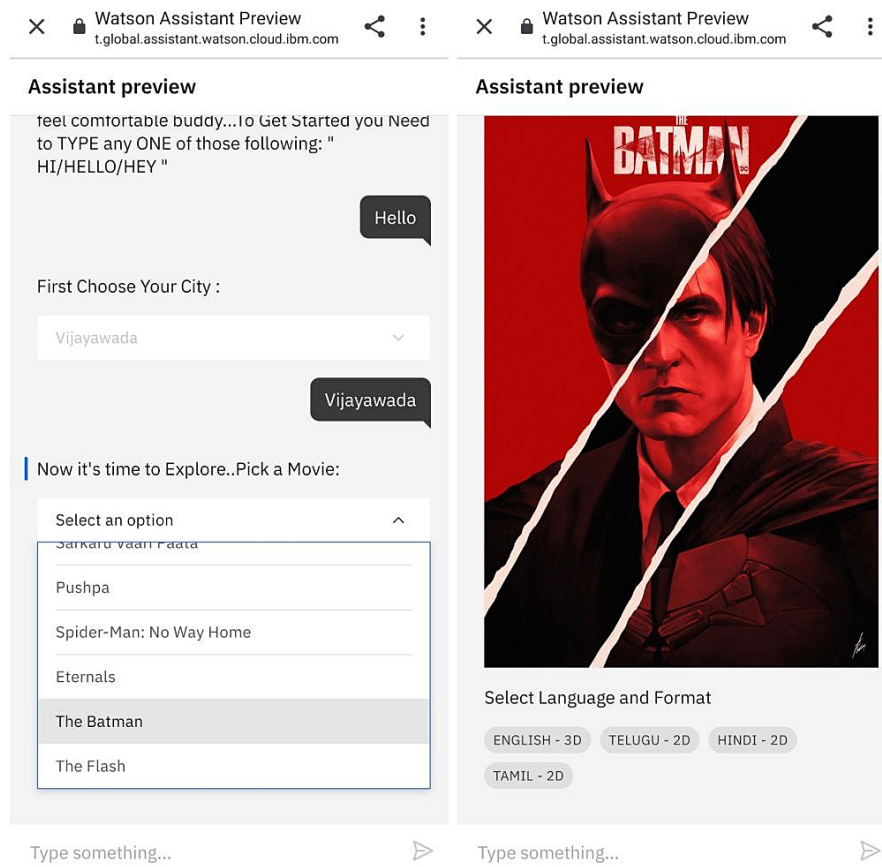 Watson Assistant Preview
t.global.assistant.watson.cloud.ibm.com
Assistant preview
feel comfortable buddy...To Get Started you Need
to TYPE any ONE of those following: "
HI/HELLO/HEY "
Hello
First Choose Your City :
Vijayawada
Vijayawada
Now it's time to Explore..Pick a Movie:
Select an option
Sarkaru Vaari Paata
Pushpa
Spider-Man: No Way Home
Eternals
The Batman
The Flash
Type something...
Watson Assistant Preview
t.global.assistant.watson.cloud.ibm.com
Assistant preview
THE
BATMAN
Select Language and Format
ENGLISH - 3D
TELUGU - 2D
HINDI - 2D
TAMIL - 2D
Type something...